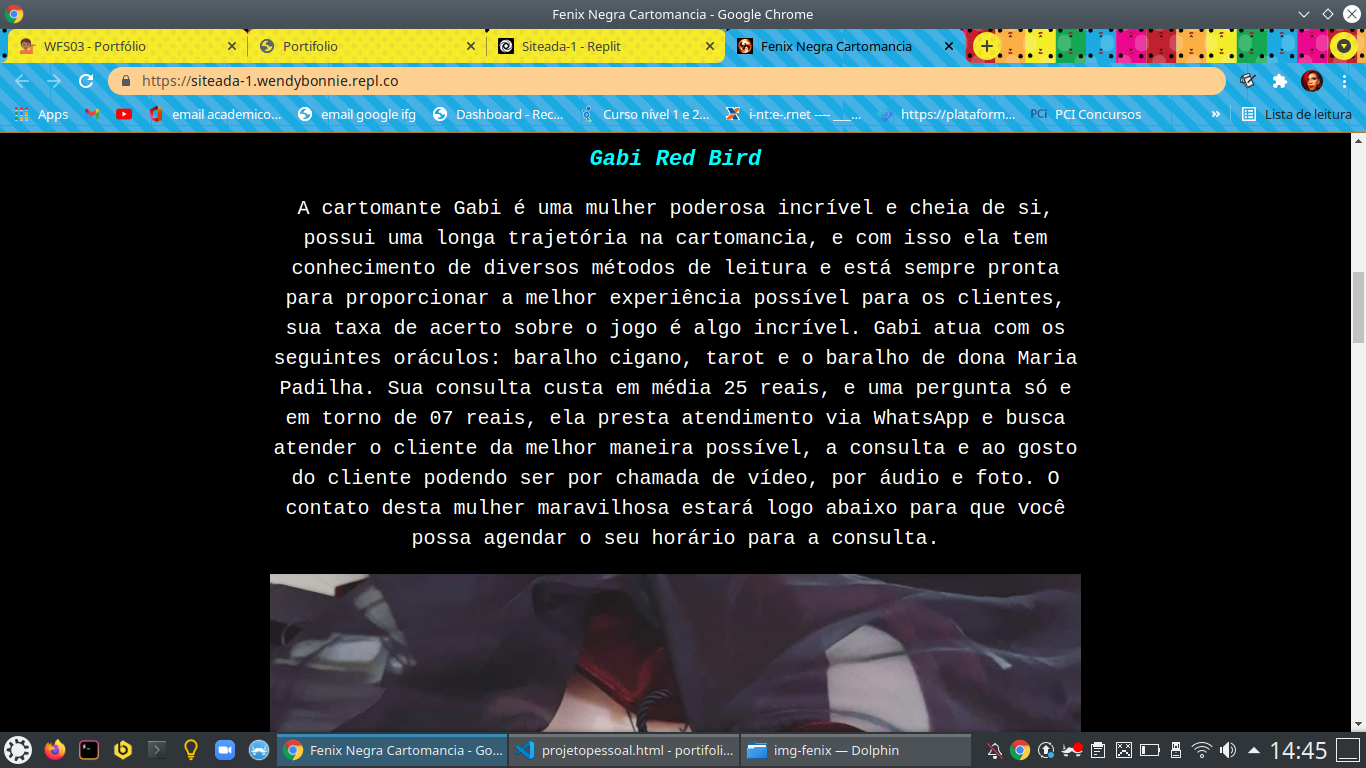 Fenix Negra Cartomancia - Google Chrome
WFS03 - Portfólio
Portifolio
Siteada-1 - Replit
Fenix Negra Cartomancia
https://siteada-1.wendybonnie.repl.co
Apps
email academico...
email google ifg
Dashboard - Rec...
Curso nível 1 e 2...
i-nt:e-.rnet ---- ___...
https://plataform...
PCi PCI Concursos
»
Lista de leitura
Gabi Red Bird
A cartomante Gabi é uma mulher poderosa incrível e cheia de si,
possui uma longa trajetória na cartomancia, e com isso ela tem
conhecimento de diversos métodos de leitura e está sempre pronta
para proporcionar a melhor experiência possível para os clientes,
sua taxa de acerto sobre o jogo é algo incrível. Gabi atua com os
seguintes oráculos: baralho cigano, tarot e o baralho de dona Maria
Padilha. Sua consulta custa em média 25 reais, e uma pergunta só e
em torno de 07 reais, ela presta atendimento via WhatsApp e busca
atender o cliente da melhor maneira possível, a consulta e ao gosto
do cliente podendo ser por chamada de vídeo, por áudio e foto. O
contato desta mulher maravilhosa estará logo abaixo para que você
possa agendar o seu horário para a consulta.
Fenix Negra Cartomancia - Go...
projetopessoal.html - portifoli...
img-fenix — Dolphin
14:45